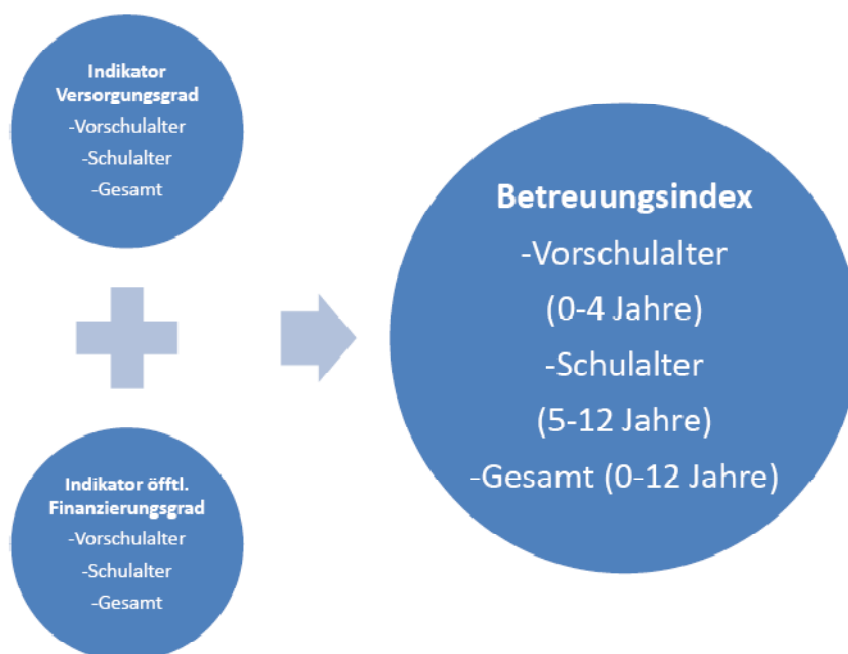 Indikator
Versorgungsgrad
-Vorschulalter
-Schulalter
-Gesamt
Indikator öfftl.
Finanzierungsgrad
-Vorschulalter
-Schulalter
-Gesamt
Betreuungsindex
-Vorschulalter
(0-4 Jahre)
-Schulalter
(5-12 Jahre)
-Gesamt (0-12 Jahre)